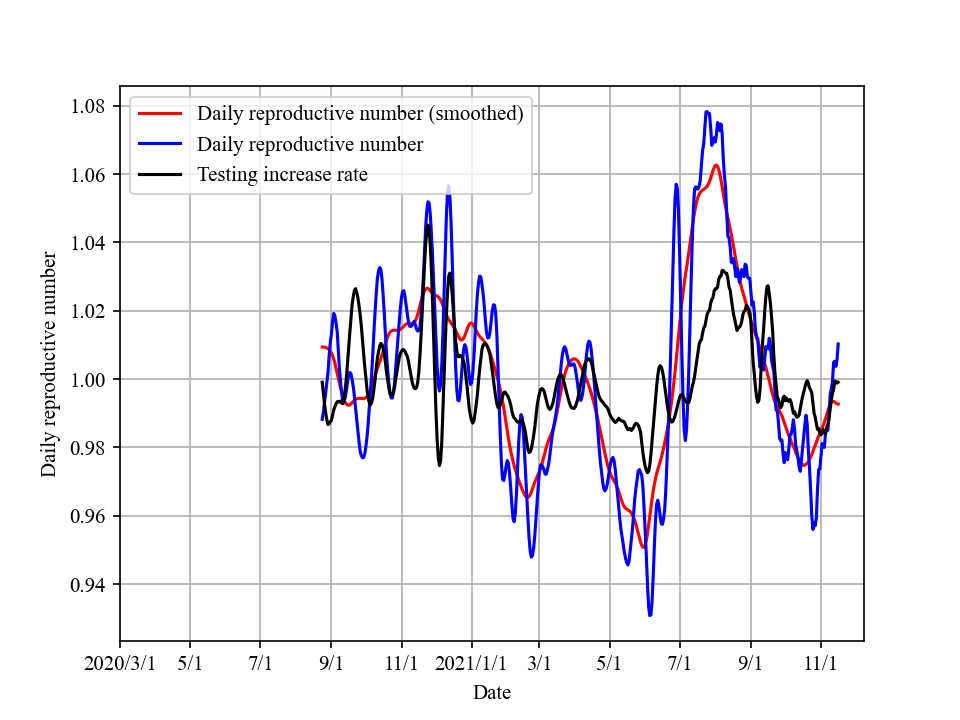 Daily reproductive number (smoothed)
Daily reproductive number
Testing increase rate
Daily reproductive number
1.08
1.06
1.04
1.02
1.00
0.98
0.96
0.94
2020/3/1 5/1 7/1 9/1 11/1 2021/1/1 3/1 5/1 7/1 9/1 11/1
Date